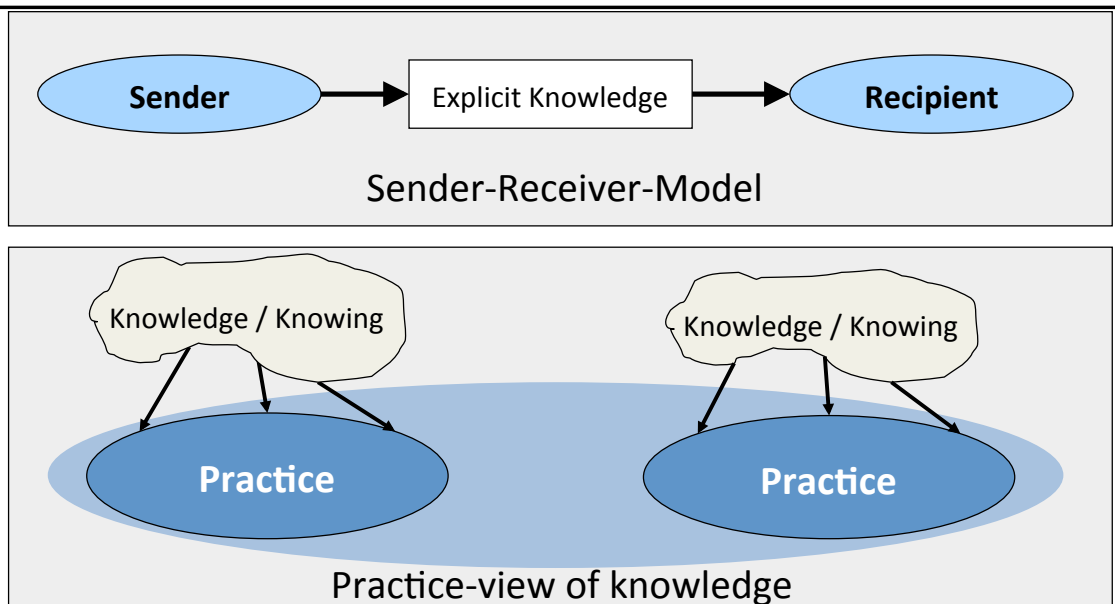 Sender Explicit Knowledge Recipient
Sender-Receiver-Model
Knowledge / Knowing Knowledge / Knowing
Practice Practice
Practice-view of knowledge